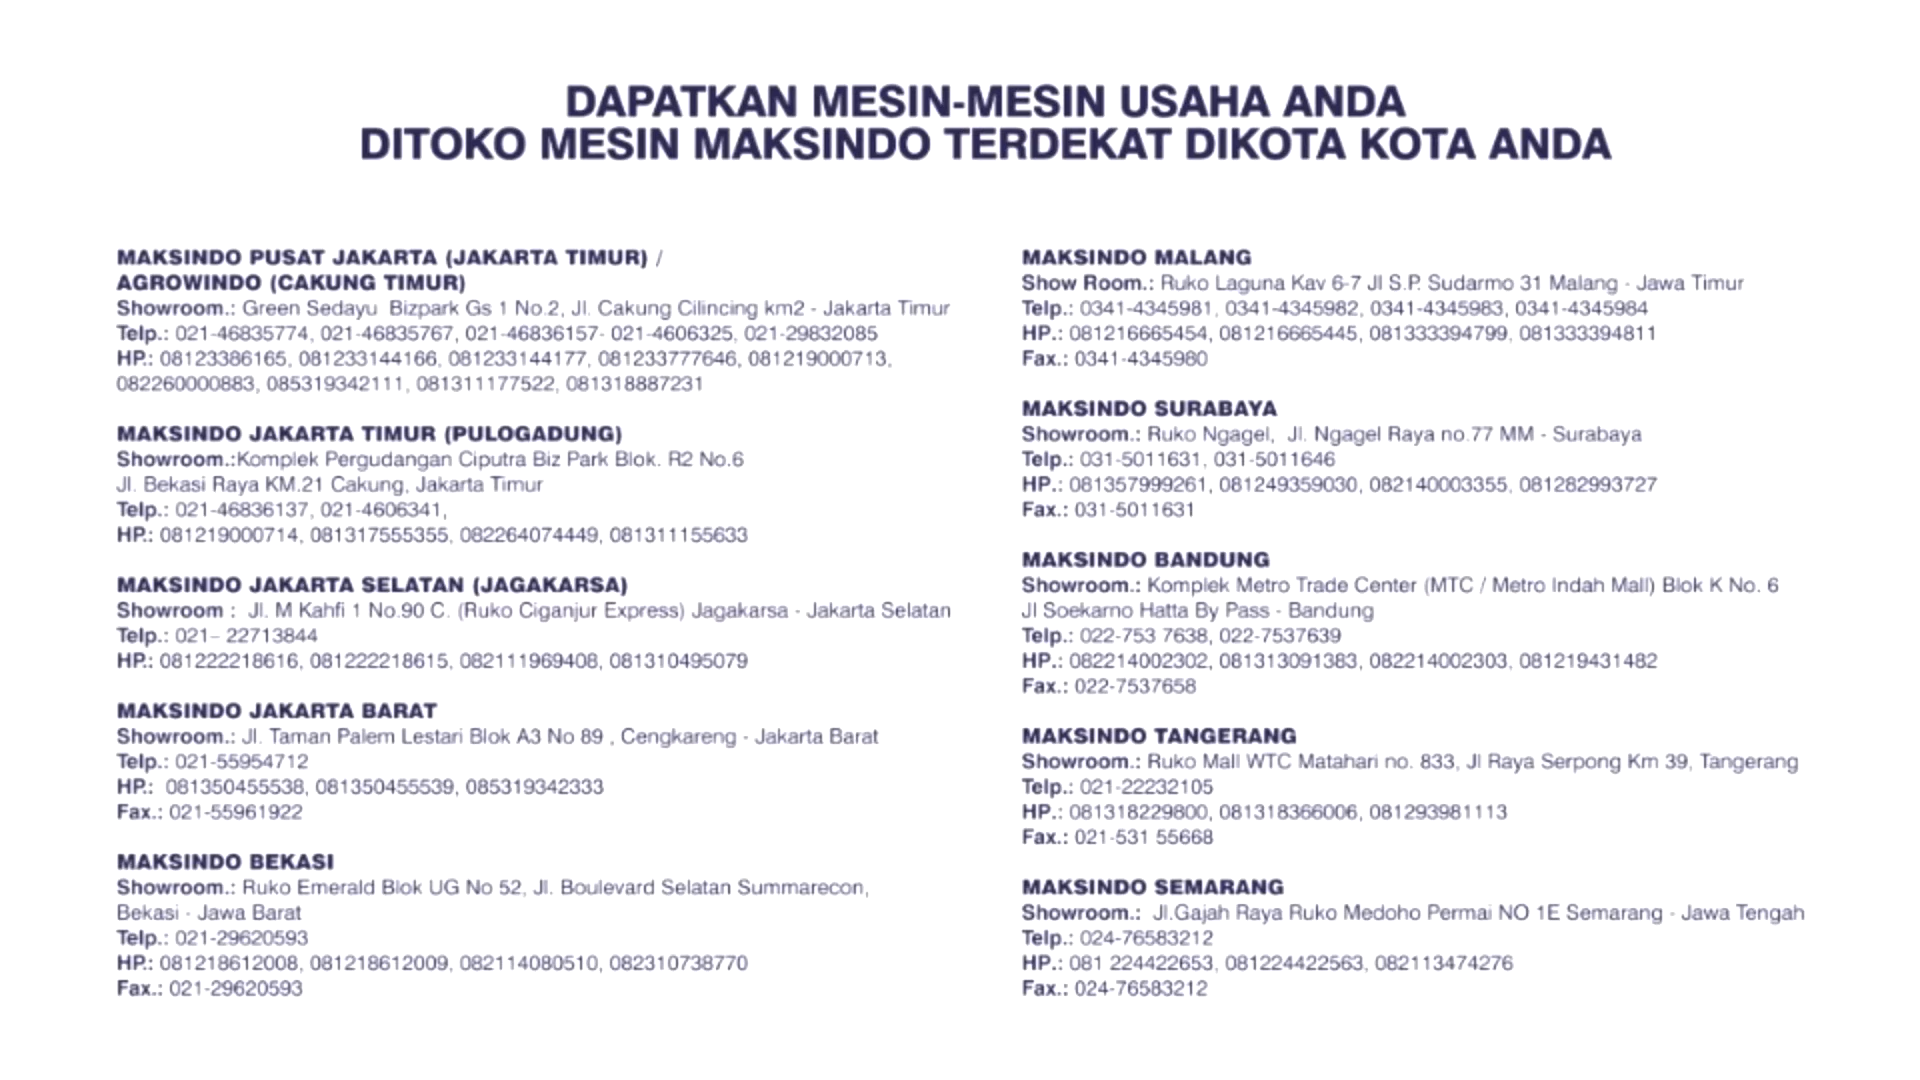 DAPATKAN MESIN-MESIN USAHA ANDA
DITOKO MESIN MAKSINDO TERDEKAT DIKOTA KOTA ANDA
MAKSINDO PUSAT JAKARTA (JAKARTA TIMUR) /
AGROWINDO (CAKUNG TIMUR)
Showroom.: Green Sedayu Bizpark Gs 1 No.2, Jl. Cakung Cilincing km2 - Jakarta Timur
Telp.: 021-46835774, 021-46835767, 021-46836157- 021-4606325, 021-29832085
HP.: 08123386165, 081233144166, 081233144177, 081233777646, 081219000713,
082260000883, 085319342111, 081311177522, 081318887231
MAKSINDO JAKARTA TIMUR (PULOGADUNG)
Showroom.:Komplek Pergudangan Ciputra Biz Park Blok. R2 No.6
Jl. Bekasi Raya KM.21 Cakung, Jakarta Timur
Telp.: 021-46836137, 021-4606341,
HP.: 081219000714, 081317555355, 082264074449, 081311155633
MAKSINDO JAKARTA SELATAN (JAGAKARSA)
Showroom : Jl. M Kahfi 1 No.90 C. (Ruko Ciganjur Express) Jagakarsa - Jakarta Selatan
Telp.: 021– 22713844
HP.: 081222218616, 081222218615, 082111969408, 081310495079
MAKSINDO JAKARTA BARAT
Showroom.: Jl. Taman Palem Lestari Blok A3 No 89 , Cengkareng - Jakarta Barat
Telp.: 021-55954712
HP.: 081350455538, 081350455539, 085319342333
Fax.: 021-55961922
MAKSINDO BEKASI
Showroom.: Ruko Emerald Blok UG No 52, Jl. Boulevard Selatan Summarecon,
Bekasi - Jawa Barat
Telp.: 021-29620593
HP.: 081218612008, 081218612009, 082114080510, 082310738770
Fax.: 021-29620593
MAKSINDO MALANG
Show Room.: Ruko Laguna Kav 6-7 Jl S.P. Sudarmo 31 Malang - Jawa Timur
Telp.: 0341-4345981, 0341-4345982, 0341-4345983, 0341-4345984
HP.: 081216665454, 081216665445, 081333394799, 081333394811
Fax.: 0341-4345980
MAKSINDO SURABAYA
Showroom.: Ruko Ngagel, Jl. Ngagel Raya no.77 MM - Surabaya
Telp.: 031-5011631, 031-5011646
HP.: 081357999261, 081249359030, 082140003355, 081282993727
Fax.: 031-5011631
MAKSINDO BANDUNG
Showroom.: Komplek Metro Trade Center (MTC / Metro Indah Mall) Blok K No. 6
Jl Soekarno Hatta By Pass - Bandung
Telp.: 022-753 7638, 022-7537639
HP.: 082214002302, 081313091383, 082214002303, 081219431482
Fax.: 022-7537658
MAKSINDO TANGERANG
Showroom.: Ruko Mall WTC Matahari no. 833, Jl Raya Serpong Km 39, Tangerang
Telp.: 021-22232105
HP.: 081318229800, 081318366006, 081293981113
Fax.: 021-531 55668
MAKSINDO SEMARANG
Showroom.: Jl.Gajah Raya Ruko Medoho Permai NO 1E Semarang - Jawa Tengah
Telp.: 024-76583212
HP.: 081 224422653, 081224422563, 082113474276
Fax.: 024-76583212